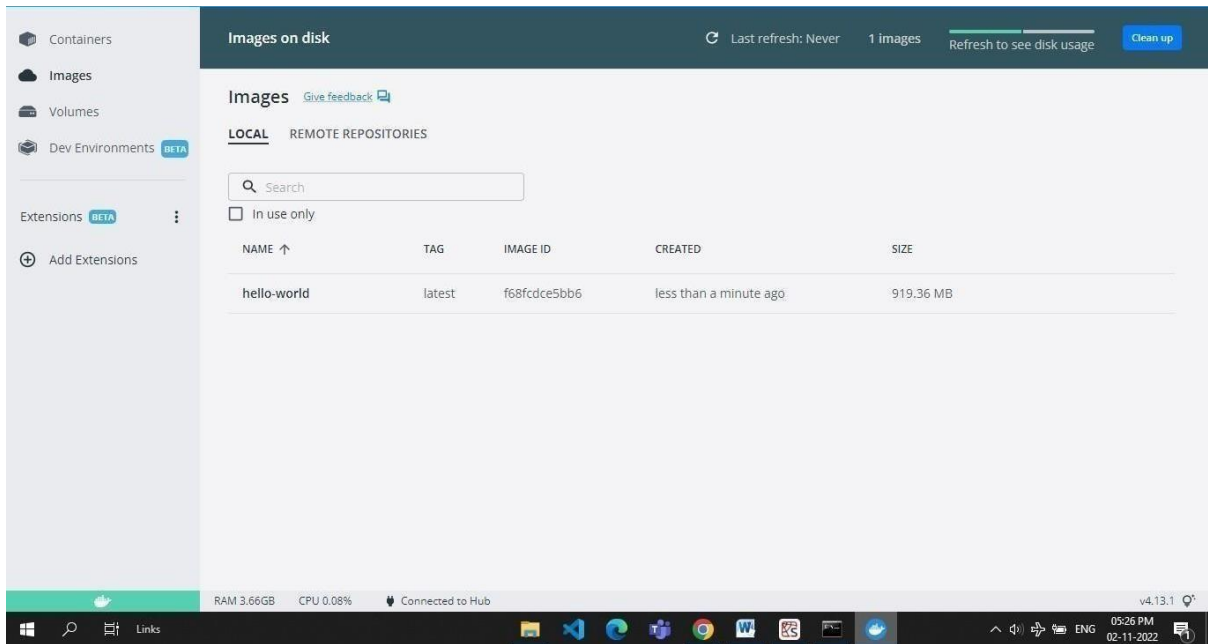 Containers
Images
Volumes
Dev Environments BETA
Extensions BETA
Add Extensions
Images on disk
Last refresh: Never
1 images
Refresh to see disk usage
Clean up
Images Give feedback
LOCAL REMOTE REPOSITORIES
Search
In use only
NAME TAG IMAGE ID CREATED SIZE
hello-world latest f68fcdce5bb6 less than a minute ago 919.36 MB
RAM 3.66GB CPU 0.08% Connected to Hub v4.13.1
Links ENG 05:26 PM
02-11-2022